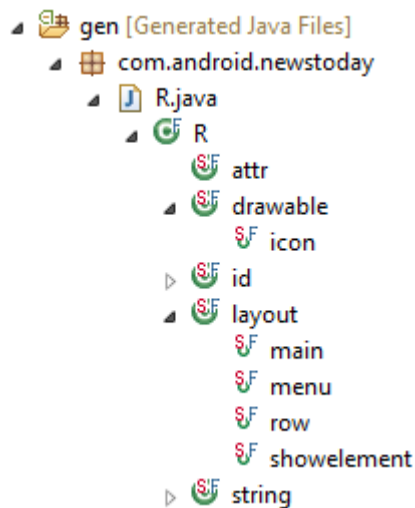 gen [Generated Java Files]
com.android.newstoday
R.java
R
attr
drawable
icon
id
layout
main
menu
row
showelement
string